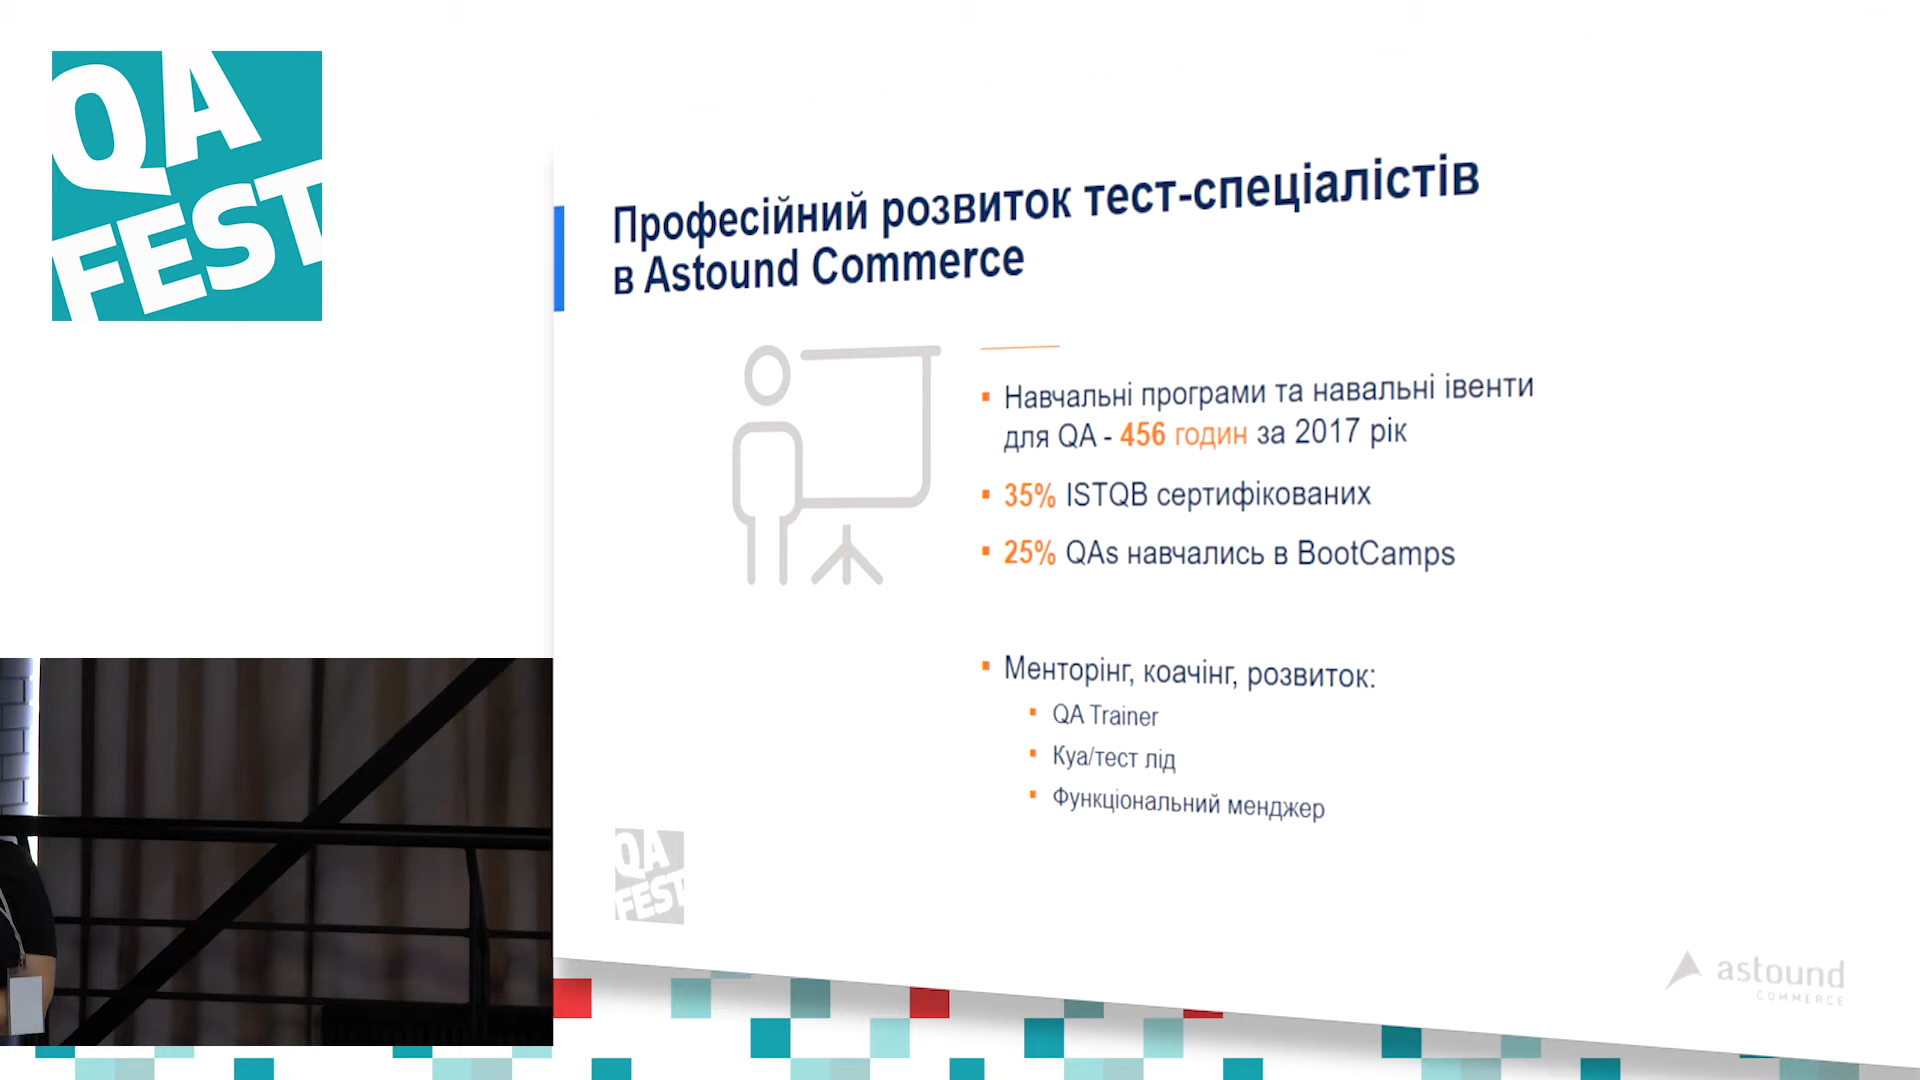 QA
FEST
Професійний розвиток тест-спеціалістів
в Astound Commerce
Навчальні програми та навальні івенти
для QA - 456 годин за 2017 рік
35% ISTQB сертифікованих
25% QAs навчались в BootCamps
Менторінг, коачінг, розвиток:
QA Trainer
Куа/тест лід
Функціональний менджер
QA
FEST
astound
COMMERCE